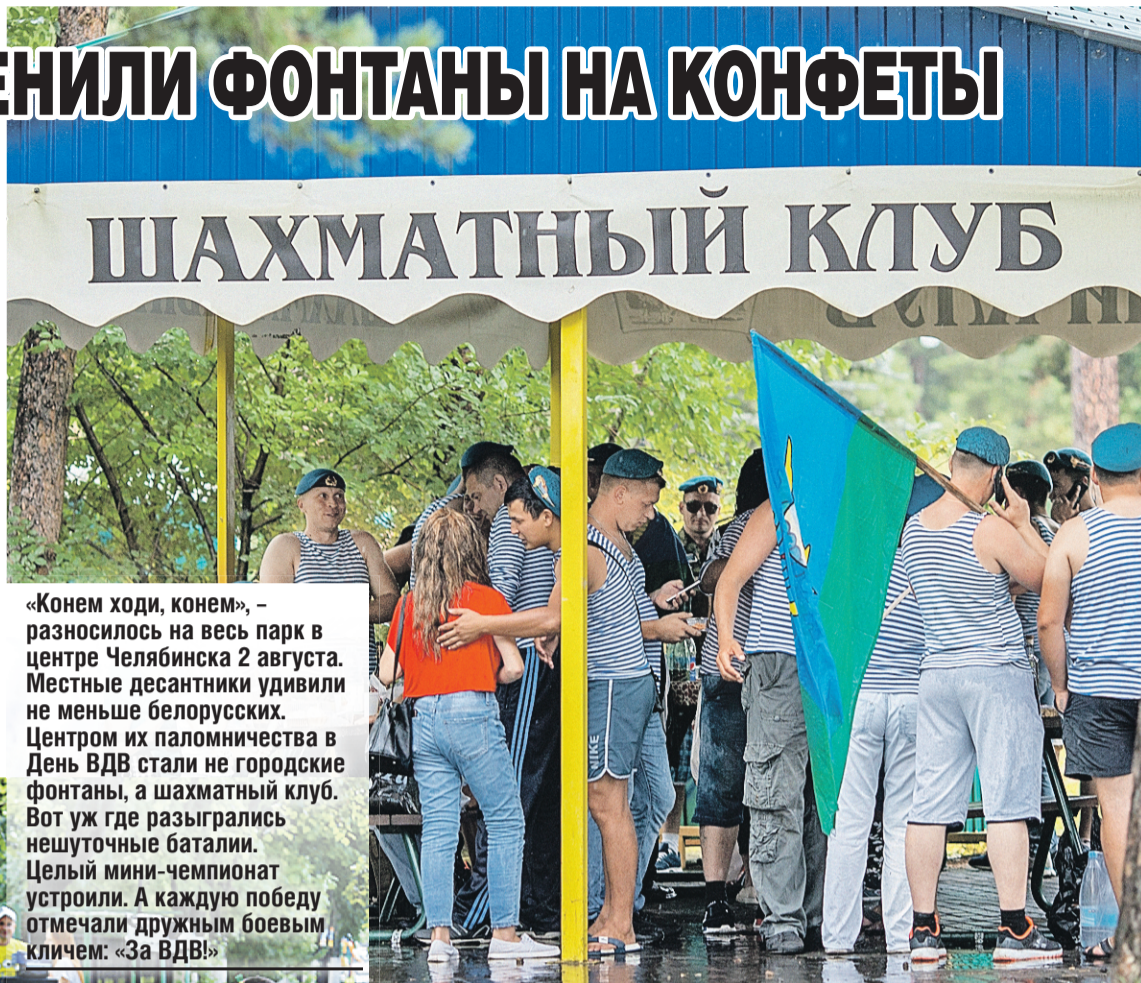 ЕНИЛИ ФОНТАНЫ НА КОНФЕТЫ
ШАХМАТНЫЙ КЛУБ
«Конем ходи, конем», –
разносилось на весь парк в
центре Челябинска 2 августа.
Местные десантники удивили
не меньше белорусских.
Центром их паломничества в
День ВДВ стали не городские
фонтаны, а шахматный клуб.
Вот уж где разыгрались
нешуточные баталии.
Целый мини-чемпионат
устроили. А каждую победу
отмечали дружным боевым
кличем: «За ВДВ!»
NIKE